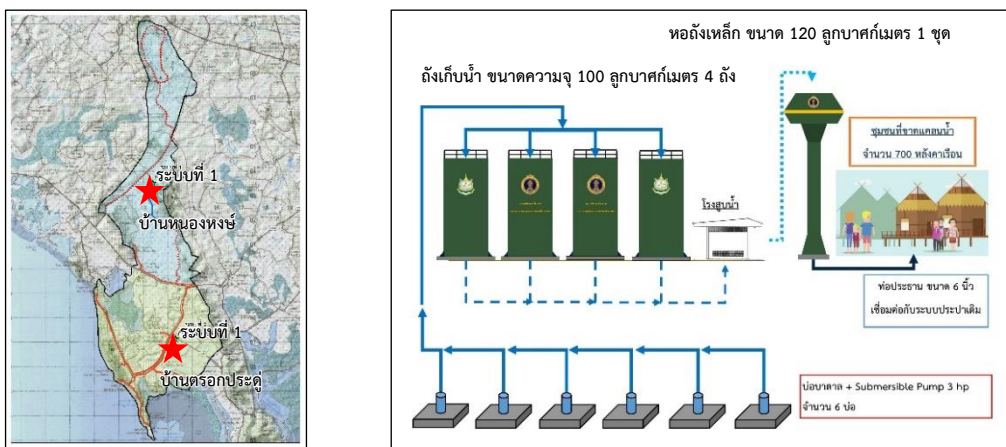 ระบบที่ 1
บ้านหนองหงษ์
ระบบที่ 1
บ้านตรอกประดู่
หอถังเหล็ก ขนาด 120 ลูกบาศก์เมตร 1 ชุด
ถังเก็บน้ำ ขนาดความจุ 100 ลูกบาศก์เมตร 4 ถัง
ชุมชนที่ขาดแคลนน้ำ
จำนวน 700 หลังคาเรือน
โรงสูบน้ำ
ท่อประธาน ขนาด 6 นิ้ว
เชื่อมต่อกับระบบประปาเดิม
บ่อบาดาล + Submersible Pump 3 hp
จำนวน 6 บ่อ